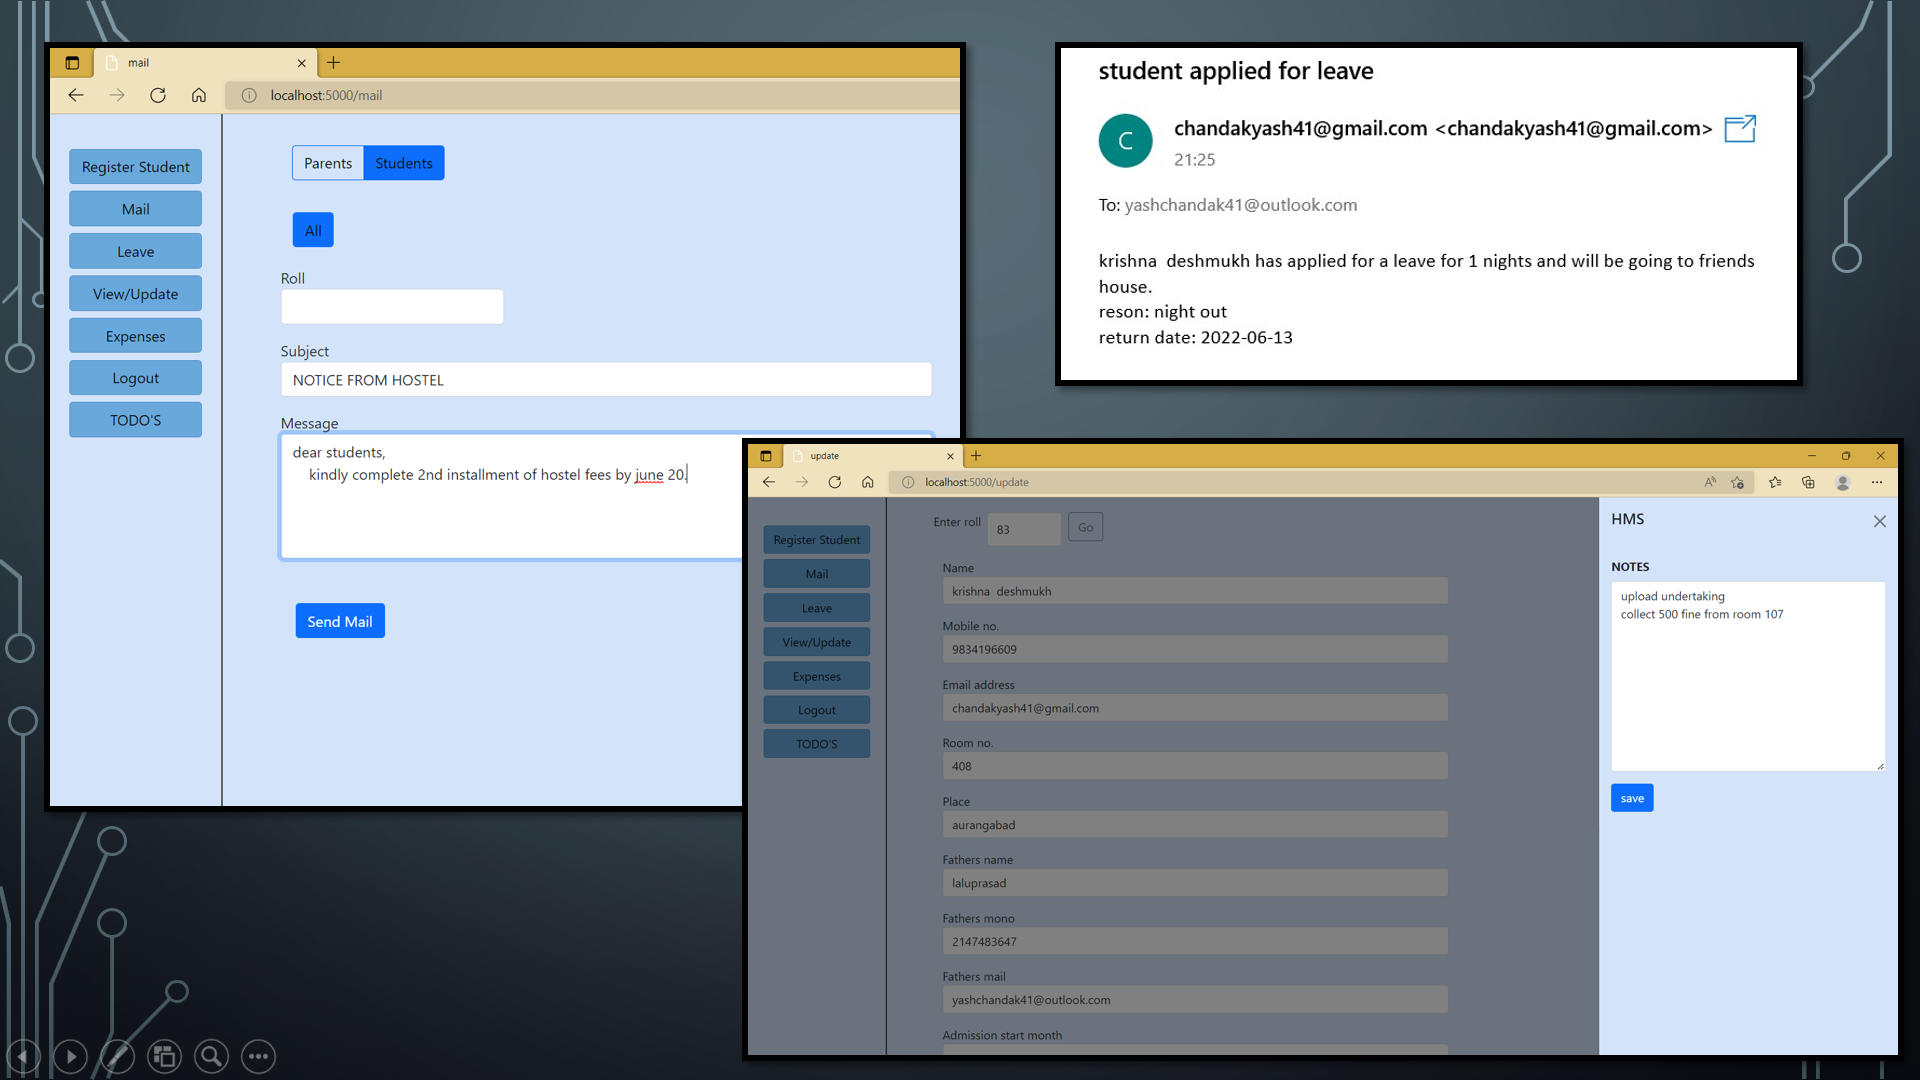 mail
localhost:5000/mail
Register Student
Mail
Leave
View/Update
Expenses
Logout
TODO'S
Parents
Students
All
Roll
Subject
NOTICE FROM HOSTEL
Message
dear students,
kindly complete 2nd installment of hostel fees by june 20.
Send Mail
student applied for leave
C
chandakyash41@gmail.com <chandakyash41@gmail.com>
21:25
To: yashchandak41@outlook.com
krishna deshmukh has applied for a leave for 1 nights and will be going to friends
house.
reson: night out
return date: 2022-06-13
update
localhost:5000/update
Register Student
Mail
Leave
View/Update
Expenses
Logout
TODO'S
Enter roll
83
Go
Name
krishna deshmukh
Mobile no.
9834196609
Email address
chandakyash41@gmail.com
Room no.
408
Place
aurangabad
Fathers name
laluprasad
Fathers mono
2147483647
Fathers mail
yashchandak41@outlook.com
Admission start month
HMS
NOTES
upload undertaking
collect 500 fine from room 107
save